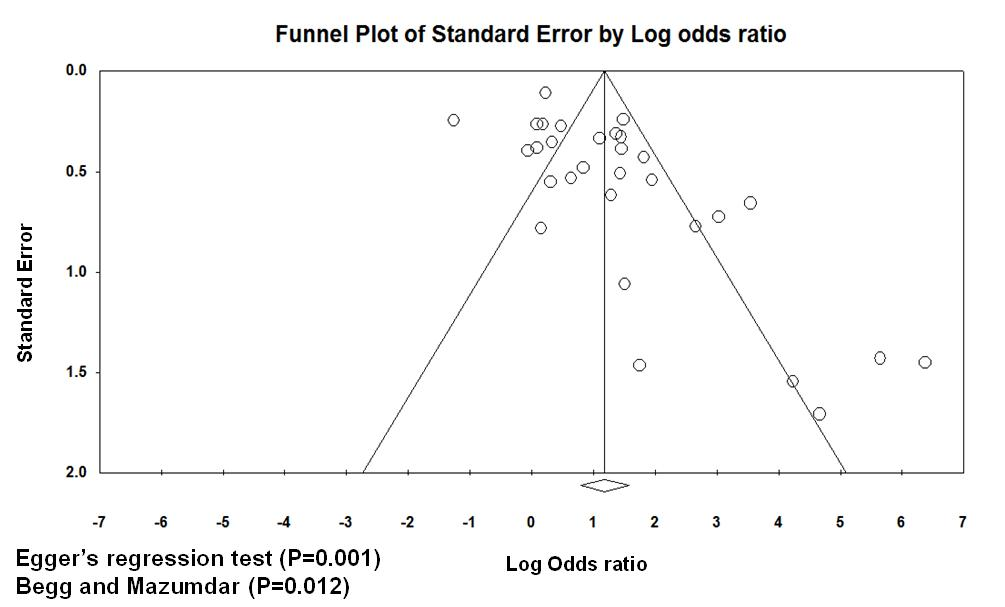 Funnel Plot of Standard Error by Log odds ratio
0.0
0.5
1.0
1.5
2.0
Standard Error
-7 -6 -5 -4 -3 -2 -1 0 1 2 3 4 5 6 7
Log Odds ratio
Egger's regression test (P=0.001)
Begg and Mazumdar (P=0.012)